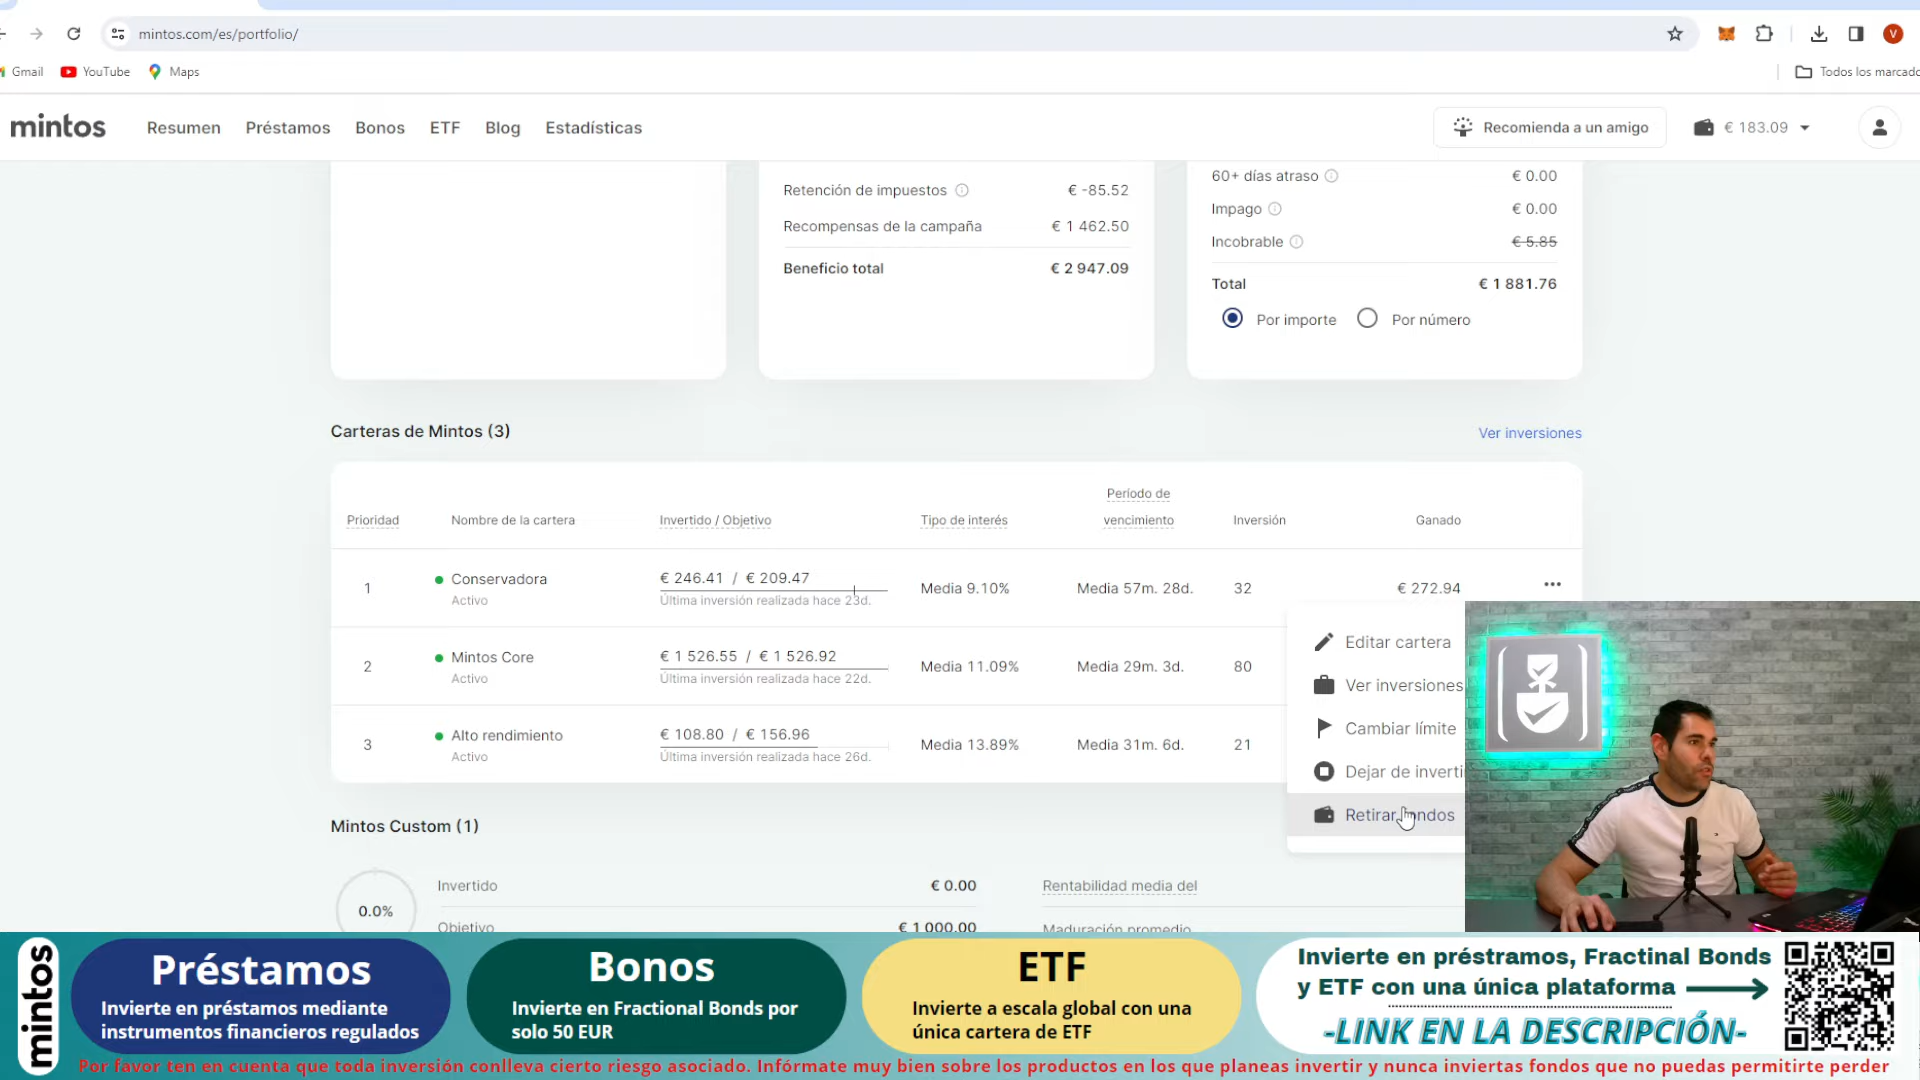 mintos.com/es/portfolio/
V
Gmail
YouTube
Maps
Todos los marcado
mintos
Resumen
Préstamos
Bonos
ETF
Blog
Estadísticas
Recomienda a un amigo
€ 183.09
Retención de impuestos € -85.52
Recompensas de la campaña € 1 462.50
Beneficio total € 2 947.09
60+ días atraso € 0.00
Impago € 0.00
Incobrable € 5.85
Total € 1 881.76
Por importe
Por número
Carteras de Mintos (3)
Ver inversiones
Prioridad
Nombre de la cartera
Invertido / Objetivo
Tipo de interés
Período de
vencimiento
Inversión
Ganado
1
Conservadora
Activo
€ 246.41 / € 209.47
Última inversión realizada hace 23d.
Media 9.10%
Media 57m. 28d.
32
€ 272.94
2
Mintos Core
Activo
€ 1 526.55 / € 1 526.92
Última inversión realizada hace 22d.
Media 11.09%
Media 29m. 3d.
80
3
Alto rendimiento
Activo
€ 108.80 / € 156.96
Última inversión realizada hace 26d.
Media 13.89%
Media 31m. 6d.
21
Editar cartera
Ver inversiones
Cambiar límite
Dejar de inverti
Retirar fondos
Mintos Custom (1)
0.0%
Invertido € 0.00
Objetivo € 1 000.00
Rentabilidad media del
Maduración promedio
mintos
Préstamos
Invierte en préstamos mediante
instrumentos financieros regulados
Bonos
Invierte en Fractional Bonds por
solo 50 EUR
ETF
Invierte a escala global con una
única cartera de ETF
Invierte en préstramos, Fractinal Bonds
y ETF con una única plataforma
-LINK EN LA DESCRIPCIÓN-
Por favor ten en cuenta que toda inversión conlleva cierto riesgo asociado. Infórmate muy bien sobre los productos en los que planeas invertir y nunca inviertas fondos que no puedas permitirte perder